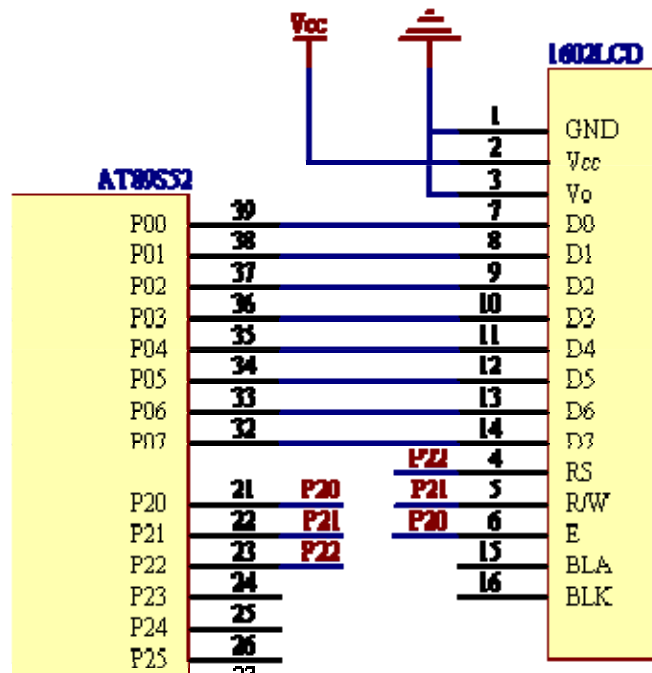 Vcc
1602LCD
1 GND
2 Vcc
AT89S52
3 Vo
P00 39 7 D0
P01 38 8 D1
P02 37 9 D2
P03 36 10 D3
P04 35 11 D4
P05 34 12 D5
P06 33 13 D6
P07 32 14 D7
P22 4 RS
P20 21 P20 P21 5 R/W
P21 22 P21 P20 6 E
P22 23 P22 15 BLA
P23 24 16 BLK
P24 25
P25 26
27